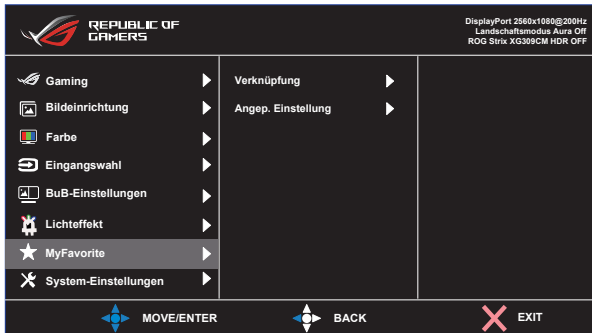 REPUBLIC OF
GAMERS
DisplayPort 2560x1080@200Hz
Landschaftsmodus Aura Off
ROG Strix XG309CM HDR OFF
Gaming
Bildeinrichtung
Farbe
Eingangswahl
BuB-Einstellungen
Lichteffekt
MyFavorite
System-Einstellungen
Verknüpfung
Angep. Einstellung
MOVE/ENTER
BACK
EXIT